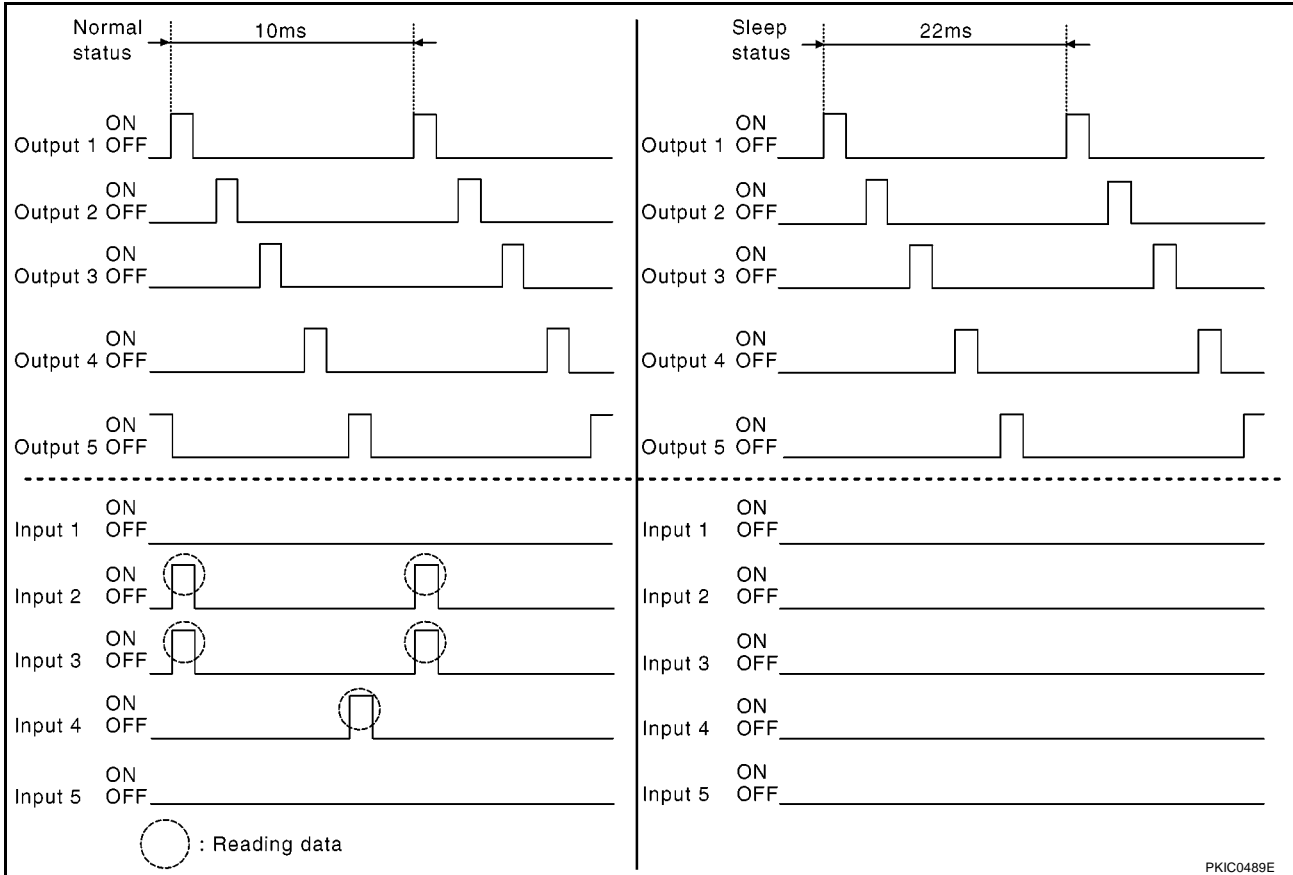 Normal
status
10ms
ON
Output 1 OFF
ON
Output 2 OFF
ON
Output 3 OFF
ON
Output 4 OFF
ON
Output 5 OFF
ON
Input 1 OFF
ON
Input 2 OFF
ON
Input 3 OFF
ON
Input 4 OFF
ON
Input 5 OFF
: Reading data
Sleep
status
22ms
ON
Output 1 OFF
ON
Output 2 OFF
ON
Output 3 OFF
ON
Output 4 OFF
ON
Output 5 OFF
ON
Input 1 OFF
ON
Input 2 OFF
ON
Input 3 OFF
ON
Input 4 OFF
ON
Input 5 OFF
PKIC0489E